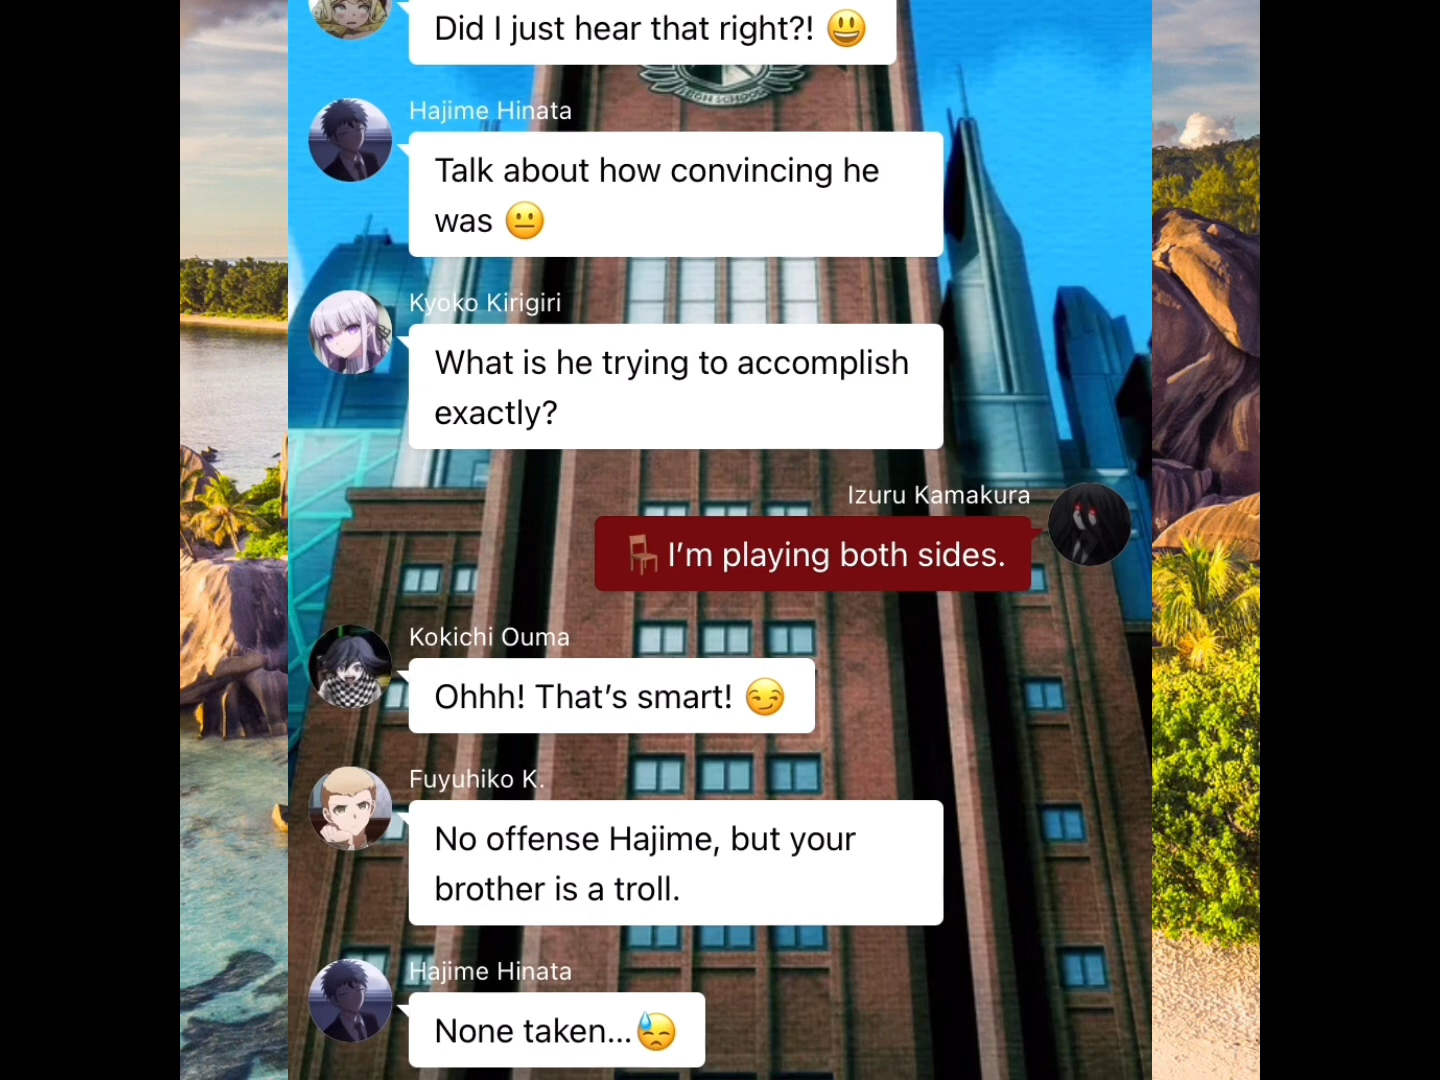 Did I just hear that right?! 😃
HIGH SCHOOL
Hajime Hinata
Talk about how convincing he
was 😐
Kyoko Kirigiri
What is he trying to accomplish
exactly?
Izuru Kamakura
🪑I’m playing both sides.
Kokichi Ouma
Ohhh! That’s smart! 😏
Fuyuhiko K.
No offense Hajime, but your
brother is a troll.
Hajime Hinata
None taken...😓